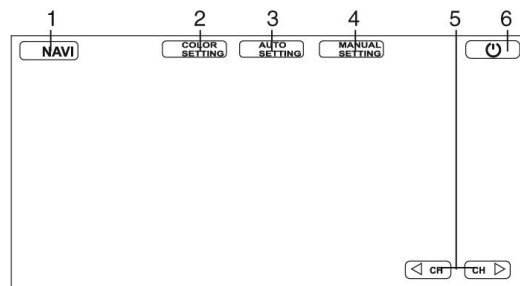 1 2 3 4 5 6
NAVI
COLOR SETTING
AUTO SETTING
MANUAL SETTING
CH
CH